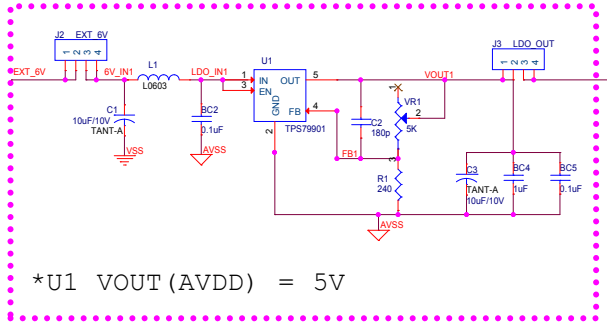 J2 EXT_6V
J3 LDO_OUT
1 2 3 4
1 2 3 4
EXT_6V
6V_IN1
L1
L0603
LDO_IN1
U1
1 IN OUT 5
3 EN
GND
FB 4
2
TPS79901
VOUT1
1
VR1
2
5K
3
C1
10uF/10V
TANT-A
VSS
BC2
0.1uF
AVSS
C2
180p
FB1
R1
240
AVSS
C3
TANT-A
10uF/10V
BC4
1uF
BC5
0.1uF
*U1 VOUT(AVDD) = 5V